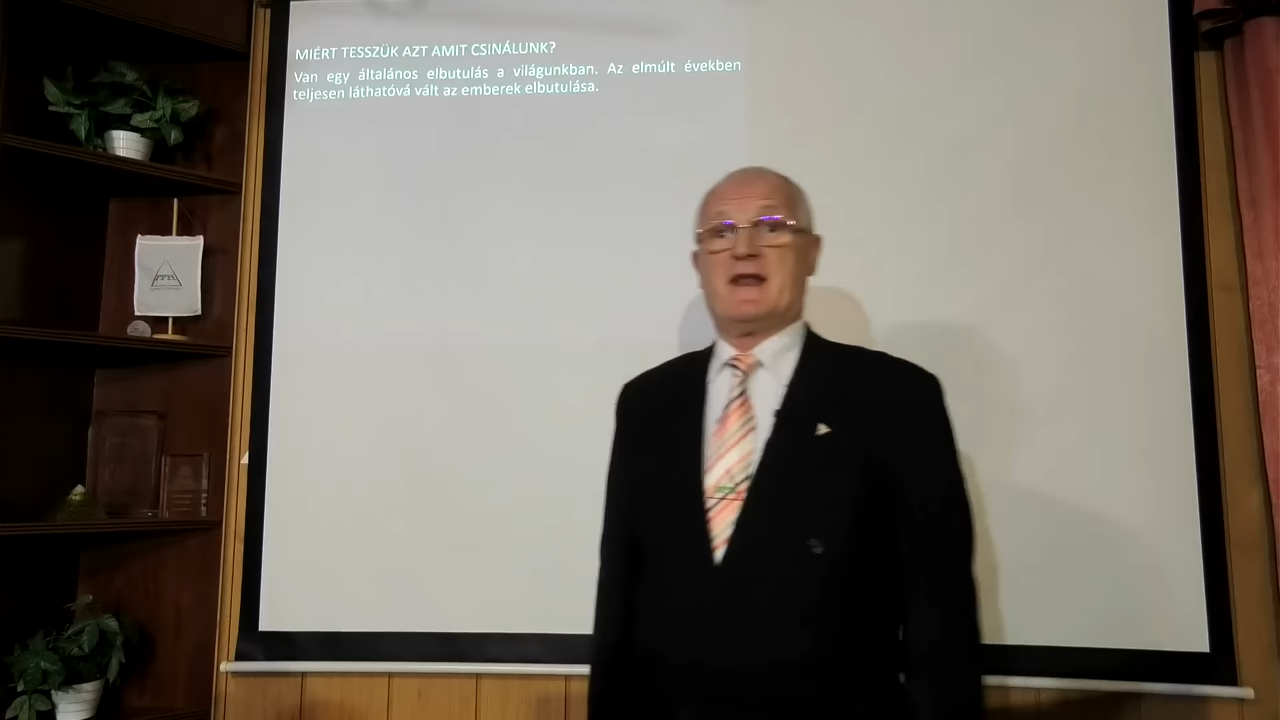 MIÉRT TESSZÜK AZT AMIT CSINÁLUNK?
Van egy általános elbutulás a világunkban. Az elmúlt években
teljesen láthatóvá vált az emberek elbutulása.